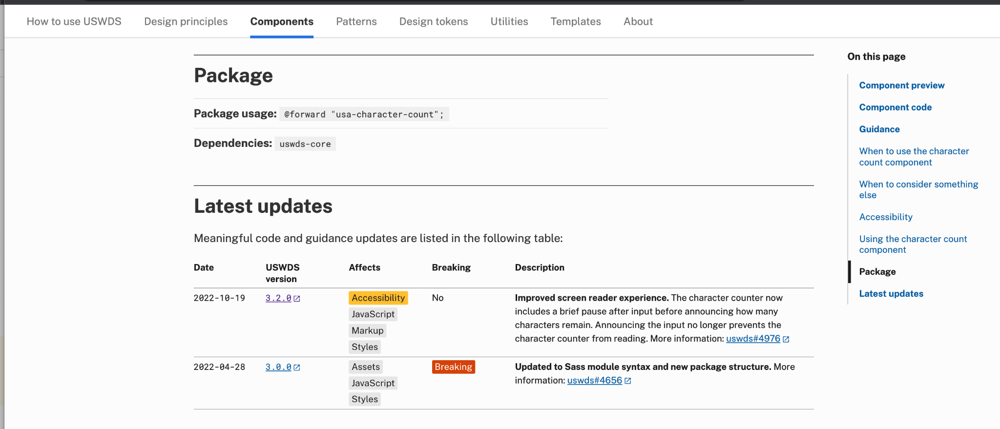 How to use USWDS Design principles Components Patterns Design tokens Utilities Templates About
Package
Package usage: @forward "usa-character-count";
Dependencies: uswds-core
Latest updates
Meaningful code and guidance updates are listed in the following table:
Date USWDS version Affects Breaking Description
2022-10-19 3.2.0 Accessibility No Improved screen reader experience. The character counter now
JavaScript includes a brief pause after input before announcing how many
Markup characters remain. Announcing the input no longer prevents the
Styles character counter from reading. More information: uswds#4976
2022-04-28 3.0.0 Assets Breaking Updated to Sass module syntax and new package structure. More
JavaScript information: uswds#4656
Styles
On this page
Component preview
Component code
Guidance
When to use the character
count component
When to consider something
else
Accessibility
Using the character count
component
Package
Latest updates